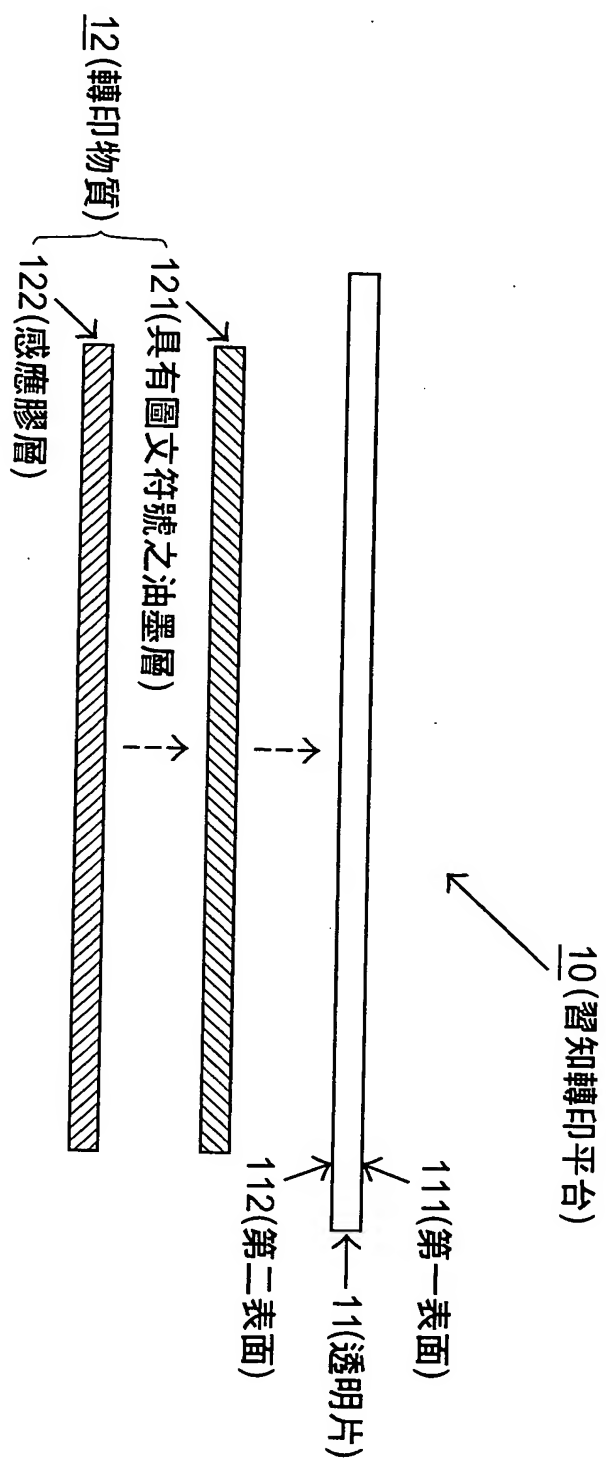 10(習知轉印平台)
111(第一表面)
11(透明片)
112(第二表面)
12(轉印物質)
121(具有圖文符號之油墨層)
122(感應膠層)